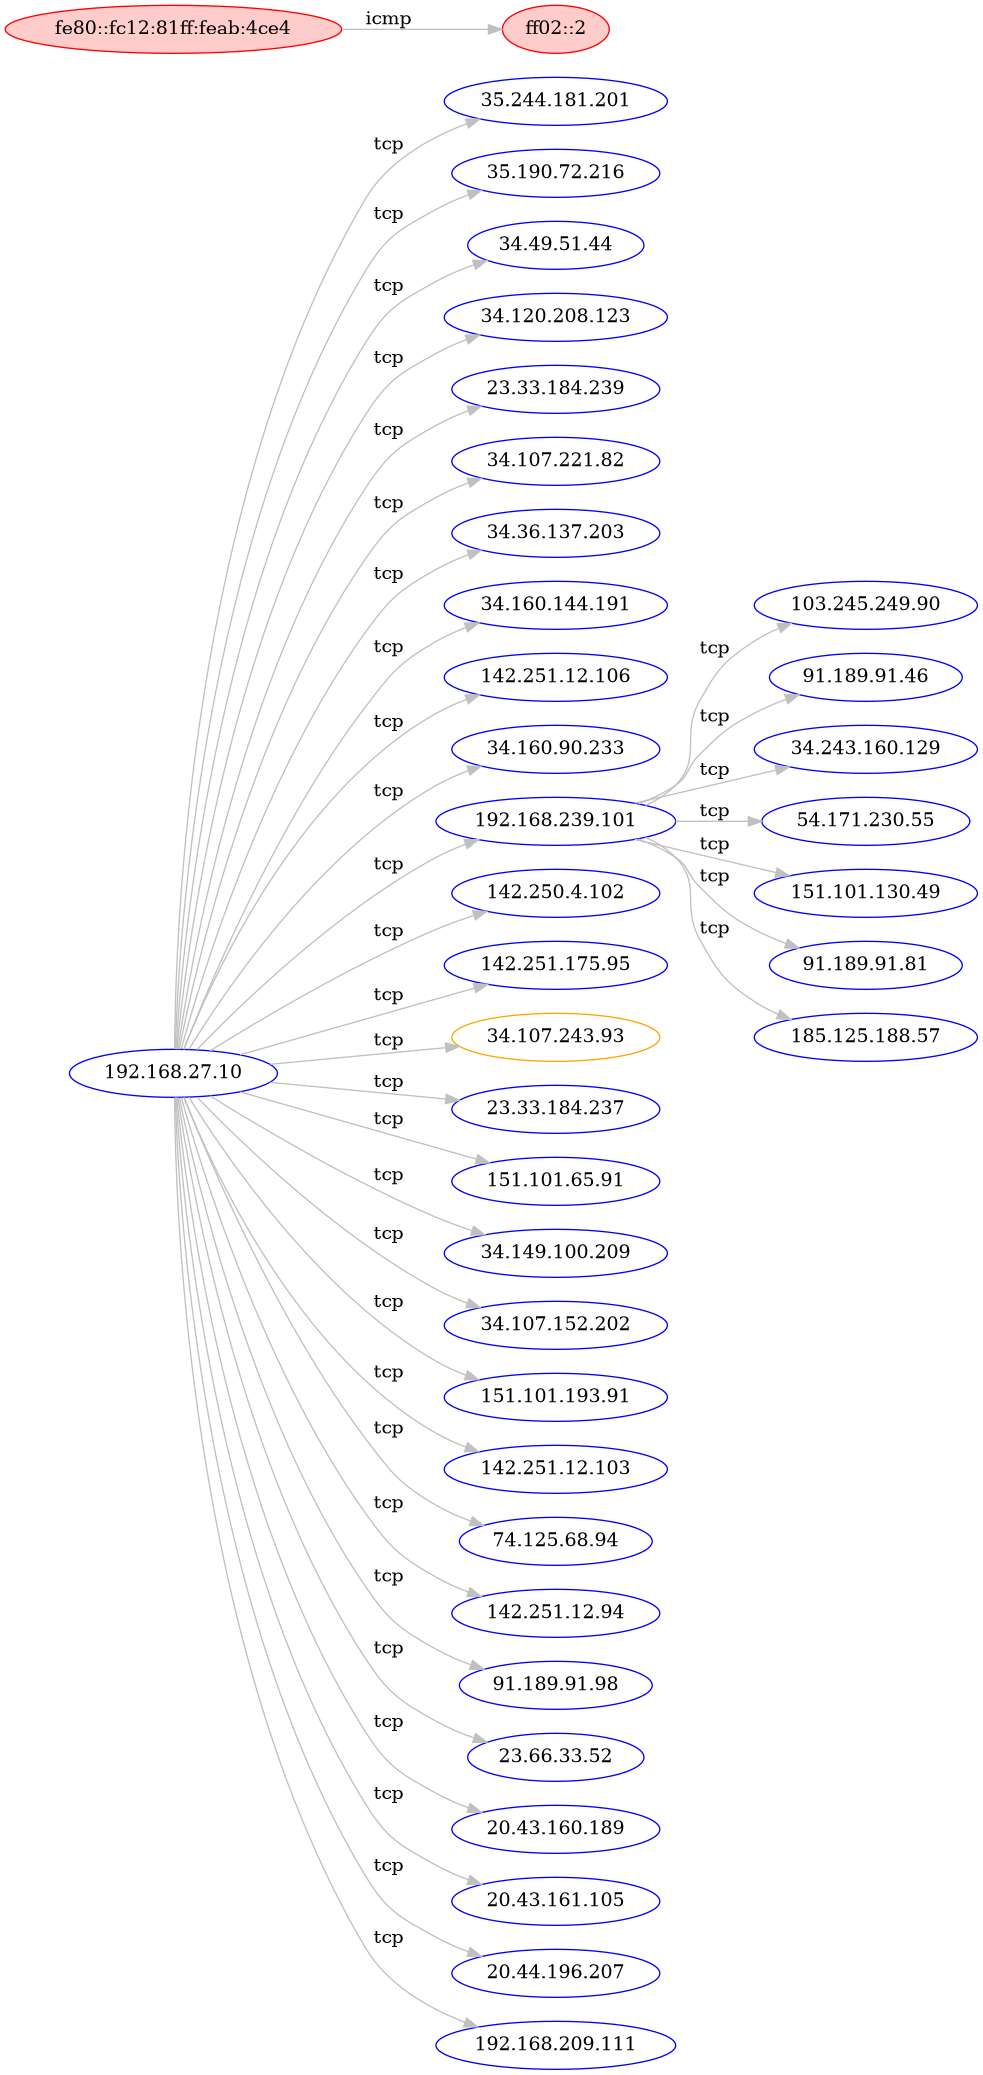 fe80::fc12:81ff:feab:4ce4
icmp
ff02::2
35.244.181.201
tcp
35.190.72.216
tcp
34.49.51.44
tcp
34.120.208.123
tcp
23.33.184.239
tcp
34.107.221.82
tcp
34.36.137.203
tcp
34.160.144.191
103.245.249.90
tcp
tcp
142.251.12.106
91.189.91.46
tcp
tcp
34.160.90.233
34.243.160.129
tcp
tcp
192.168.239.101
tcp
54.171.230.55
tcp
tcp
142.250.4.102
tcp
151.101.130.49
tcp
tcp
142.251.175.95
91.189.91.81
tcp
34.107.243.93
185.125.188.57
tcp
192.168.27.10
tcp
23.33.184.237
tcp
151.101.65.91
tcp
34.149.100.209
tcp
34.107.152.202
tcp
151.101.193.91
tcp
142.251.12.103
tcp
74.125.68.94
tcp
142.251.12.94
tcp
91.189.91.98
tcp
23.66.33.52
tcp
20.43.160.189
tcp
20.43.161.105
tcp
20.44.196.207
tcp
192.168.209.111